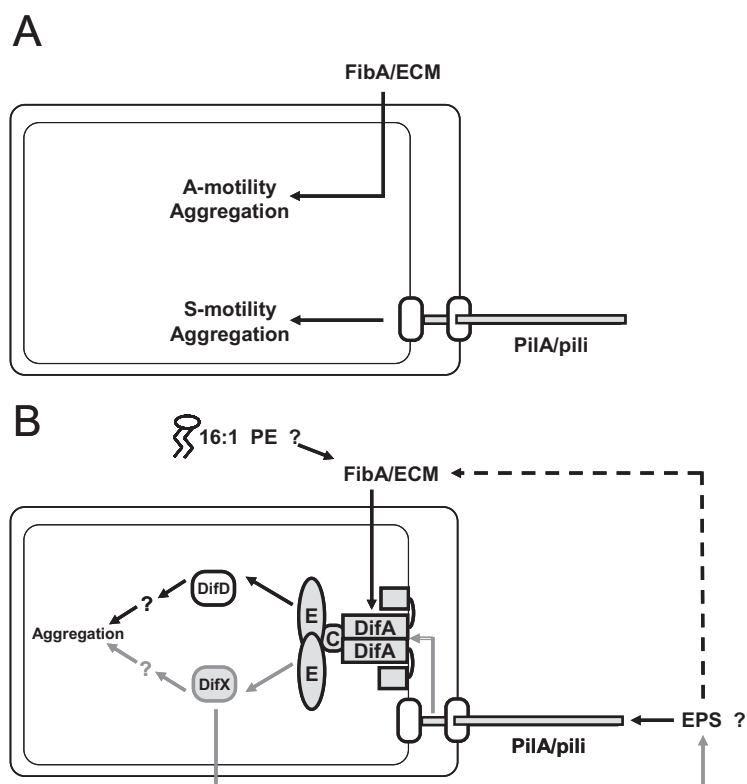 A
FibA/ECM
A-motility
Aggregation
S-motility
Aggregation
PilA/pili
B
16:1 PE ?
FibA/ECM
DifD
?
E
DifA
Aggregation
C
DifA
?
DifX
E
PilA/pili
EPS ?